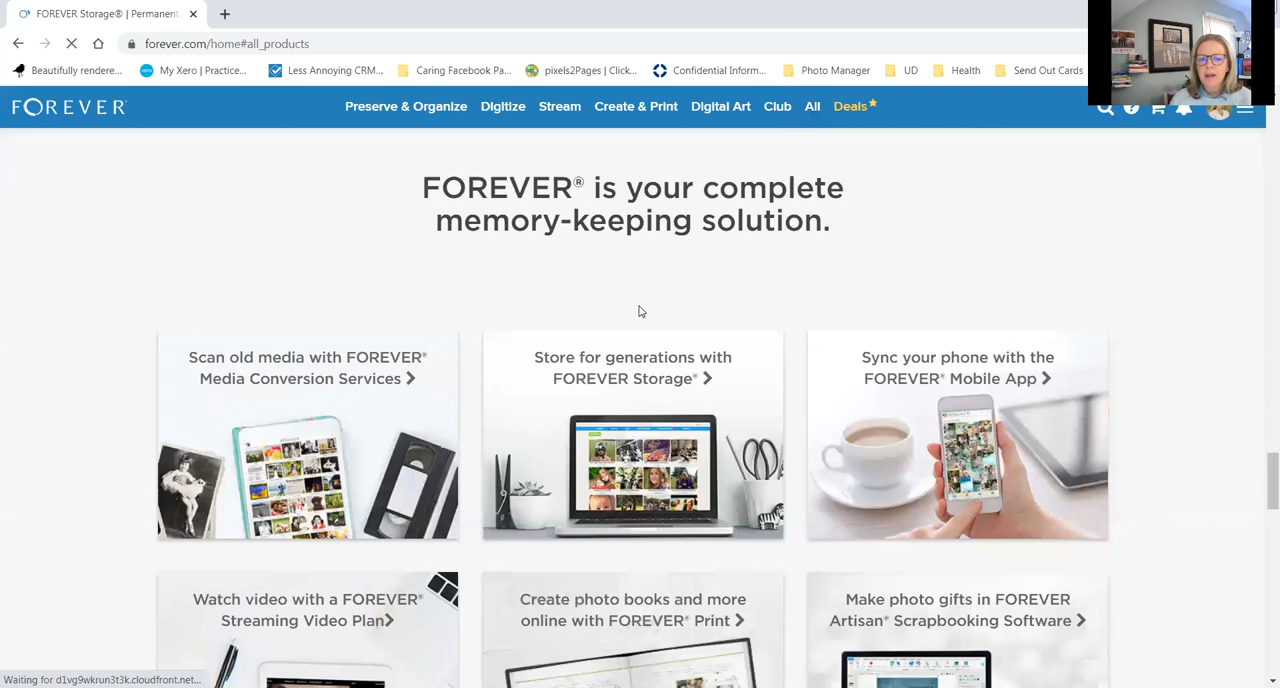 FOREVER Storage® | Permanent
forever.com/home#all_products
Beautifully rendere... My Xero | Practice... Less Annoying CRM... Caring Facebook Pa... pixels2Pages | Click... Confidential Inform... Photo Manager UD Health Send Out Cards
FOREVER Preserve & Organize Digitize Stream Create & Print Digital Art Club All Deals
FOREVER® is your complete
memory-keeping solution.
Scan old media with FOREVER®
Media Conversion Services
Store for generations with
FOREVER Storage®
Sync your phone with the
FOREVER® Mobile App
Watch video with a FOREVER®
Streaming Video Plan
Create photo books and more
online with FOREVER® Print
Make photo gifts in FOREVER
Artisan® Scrapbooking Software
Waiting for d1vg9wkrun3t3k.cloudfront.net...